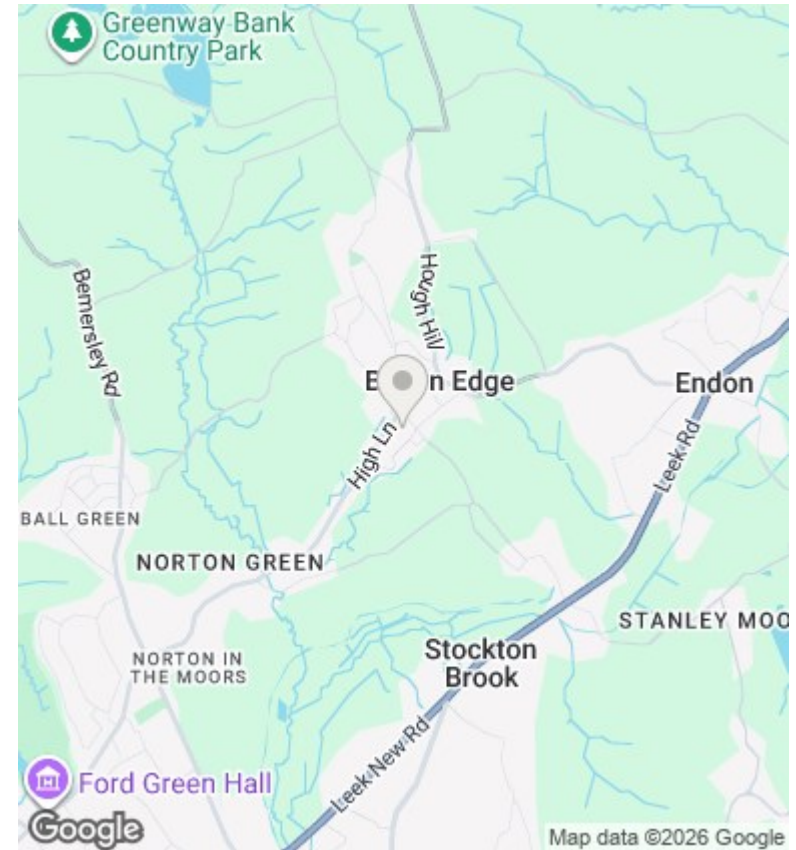 Greenway Bank
Country Park
Bemersley Rd
Hough Hill
Edge
Endon
High Ln
Leek Rd
BALL GREEN
NORTON GREEN
STANLEY MOO
Stockton
Brook
NORTON IN
THE MOORS
Leek New Rd
Ford Green Hall
Google
Map data ©2026 Google